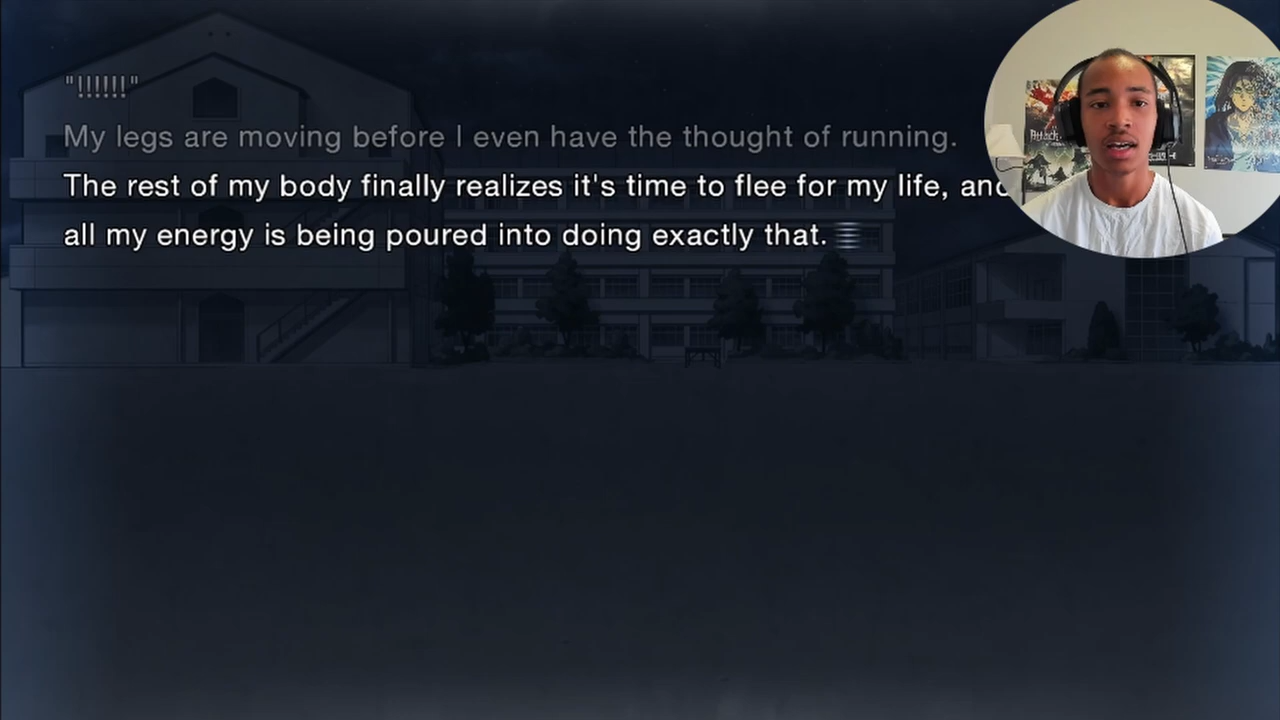 "!!!!!!"
My legs are moving before I even have the thought of running.
The rest of my body finally realizes it's time to flee for my life, and
all my energy is being poured into doing exactly that.
Attack